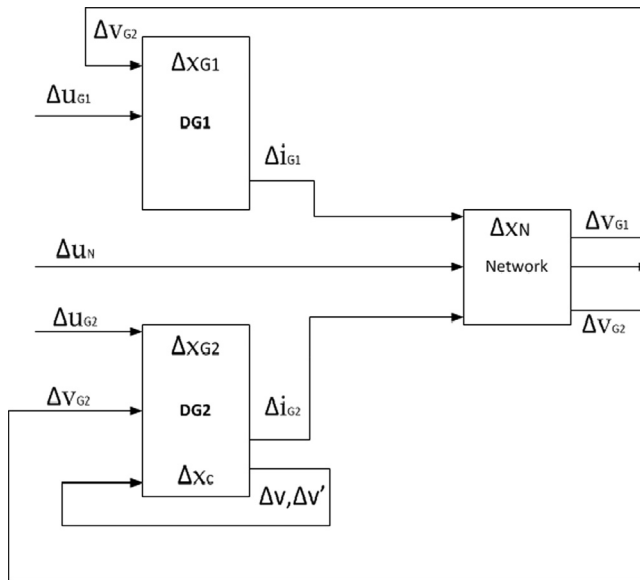 ΔvG2
ΔxG1
ΔuG1
DG1
ΔiG1
ΔxN
ΔvG1
ΔuN
Network
ΔuG2
ΔvG2
ΔxG2
ΔvG2
DG2
ΔiG2
Δxc
Δv,Δv'